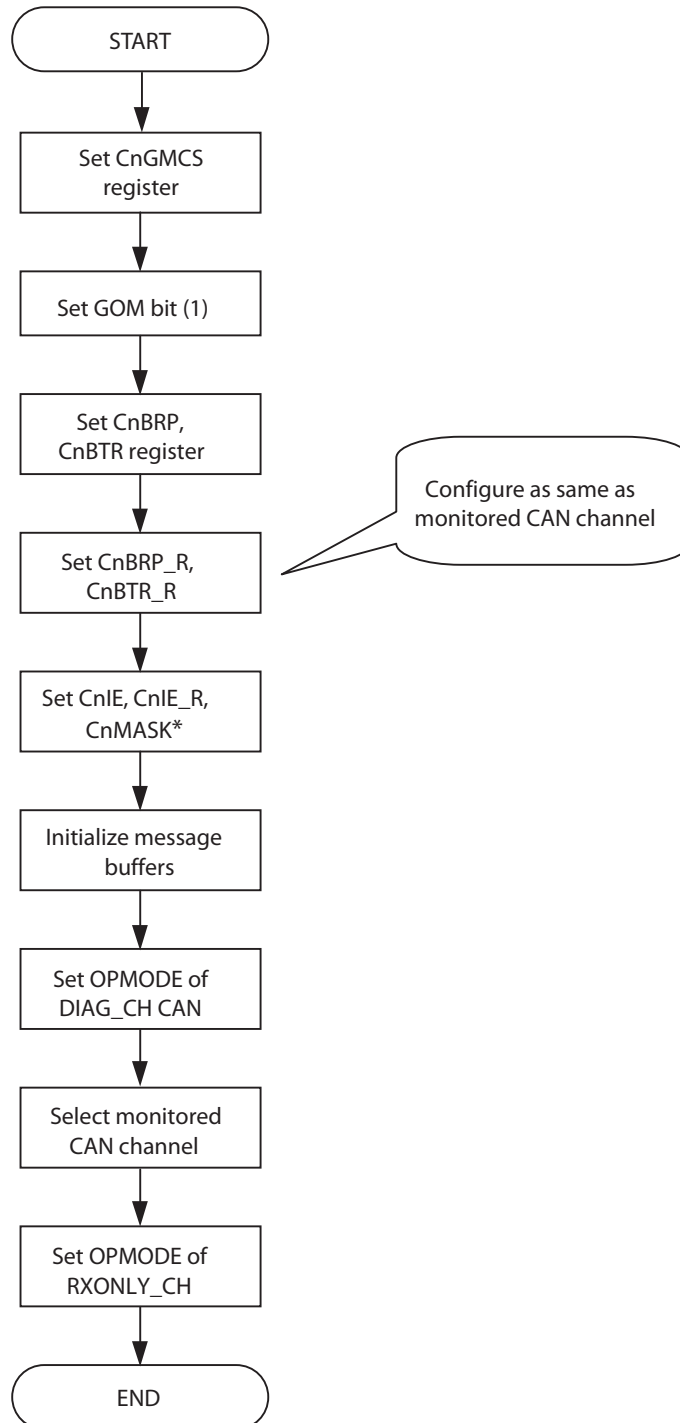 START
Set CnGMCS
register
Set GOM bit (1)
Set CnBRP,
CnBTR register
Configure as same as
monitored CAN channel
Set CnBRP_R,
CnBTR_R
Set CnIE, CnIE_R,
CnMASK*
Initialize message
buffers
Set OPMODE of
DIAG_CH CAN
Select monitored
CAN channel
Set OPMODE of
RXONLY_CH
END